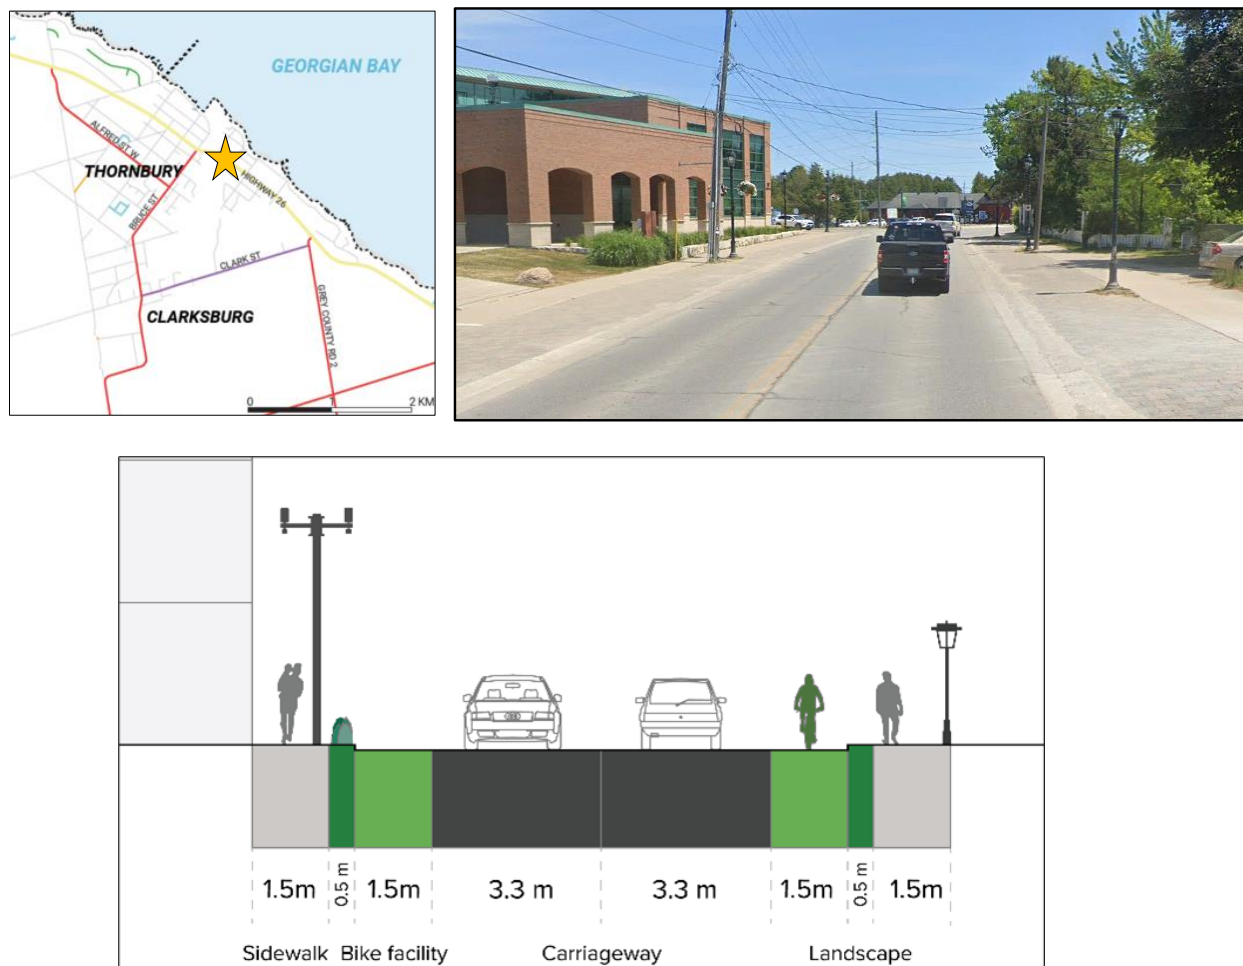 GEORGIAN BAY
ALFRED ST W
THORNBURY
HIGHWAY 26
BRUCE ST
CLARK ST
CLARKSBURG
GREY COUNTY RD 2
0 1 2 KM
1.5m 0.5 m 1.5m 3.3 m 3.3 m 1.5m 0.5 m 1.5m
Sidewalk Bike facility Carriageway Landscape